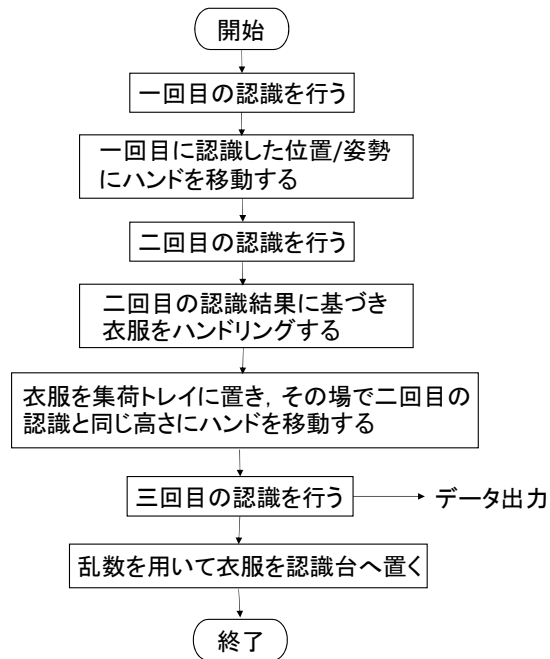 開始
一回目の認識を行う
一回目に認識した位置/姿勢
にハンドを移動する
二回目の認識を行う
二回目の認識結果に基づき
衣服をハンドリングする
衣服を集荷トレイに置き，その場で二回目の
認識と同じ高さにハンドを移動する
三回目の認識を行う
データ出力
乱数を用いて衣服を認識台へ置く
終了